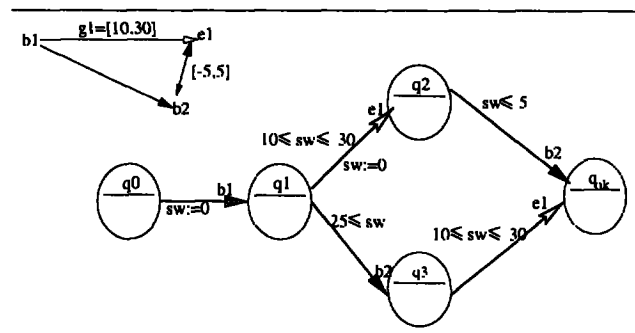 g1=[10.30]
b1
e1
[-5,5]
b2
q2
e1
sw≤ 5
10≤ sw≤ 30
sw:=0
b2
q0
b1
q1
sw:=0
q
ok
e1
25≤ sw
10≤ sw≤ 30
b2
q3